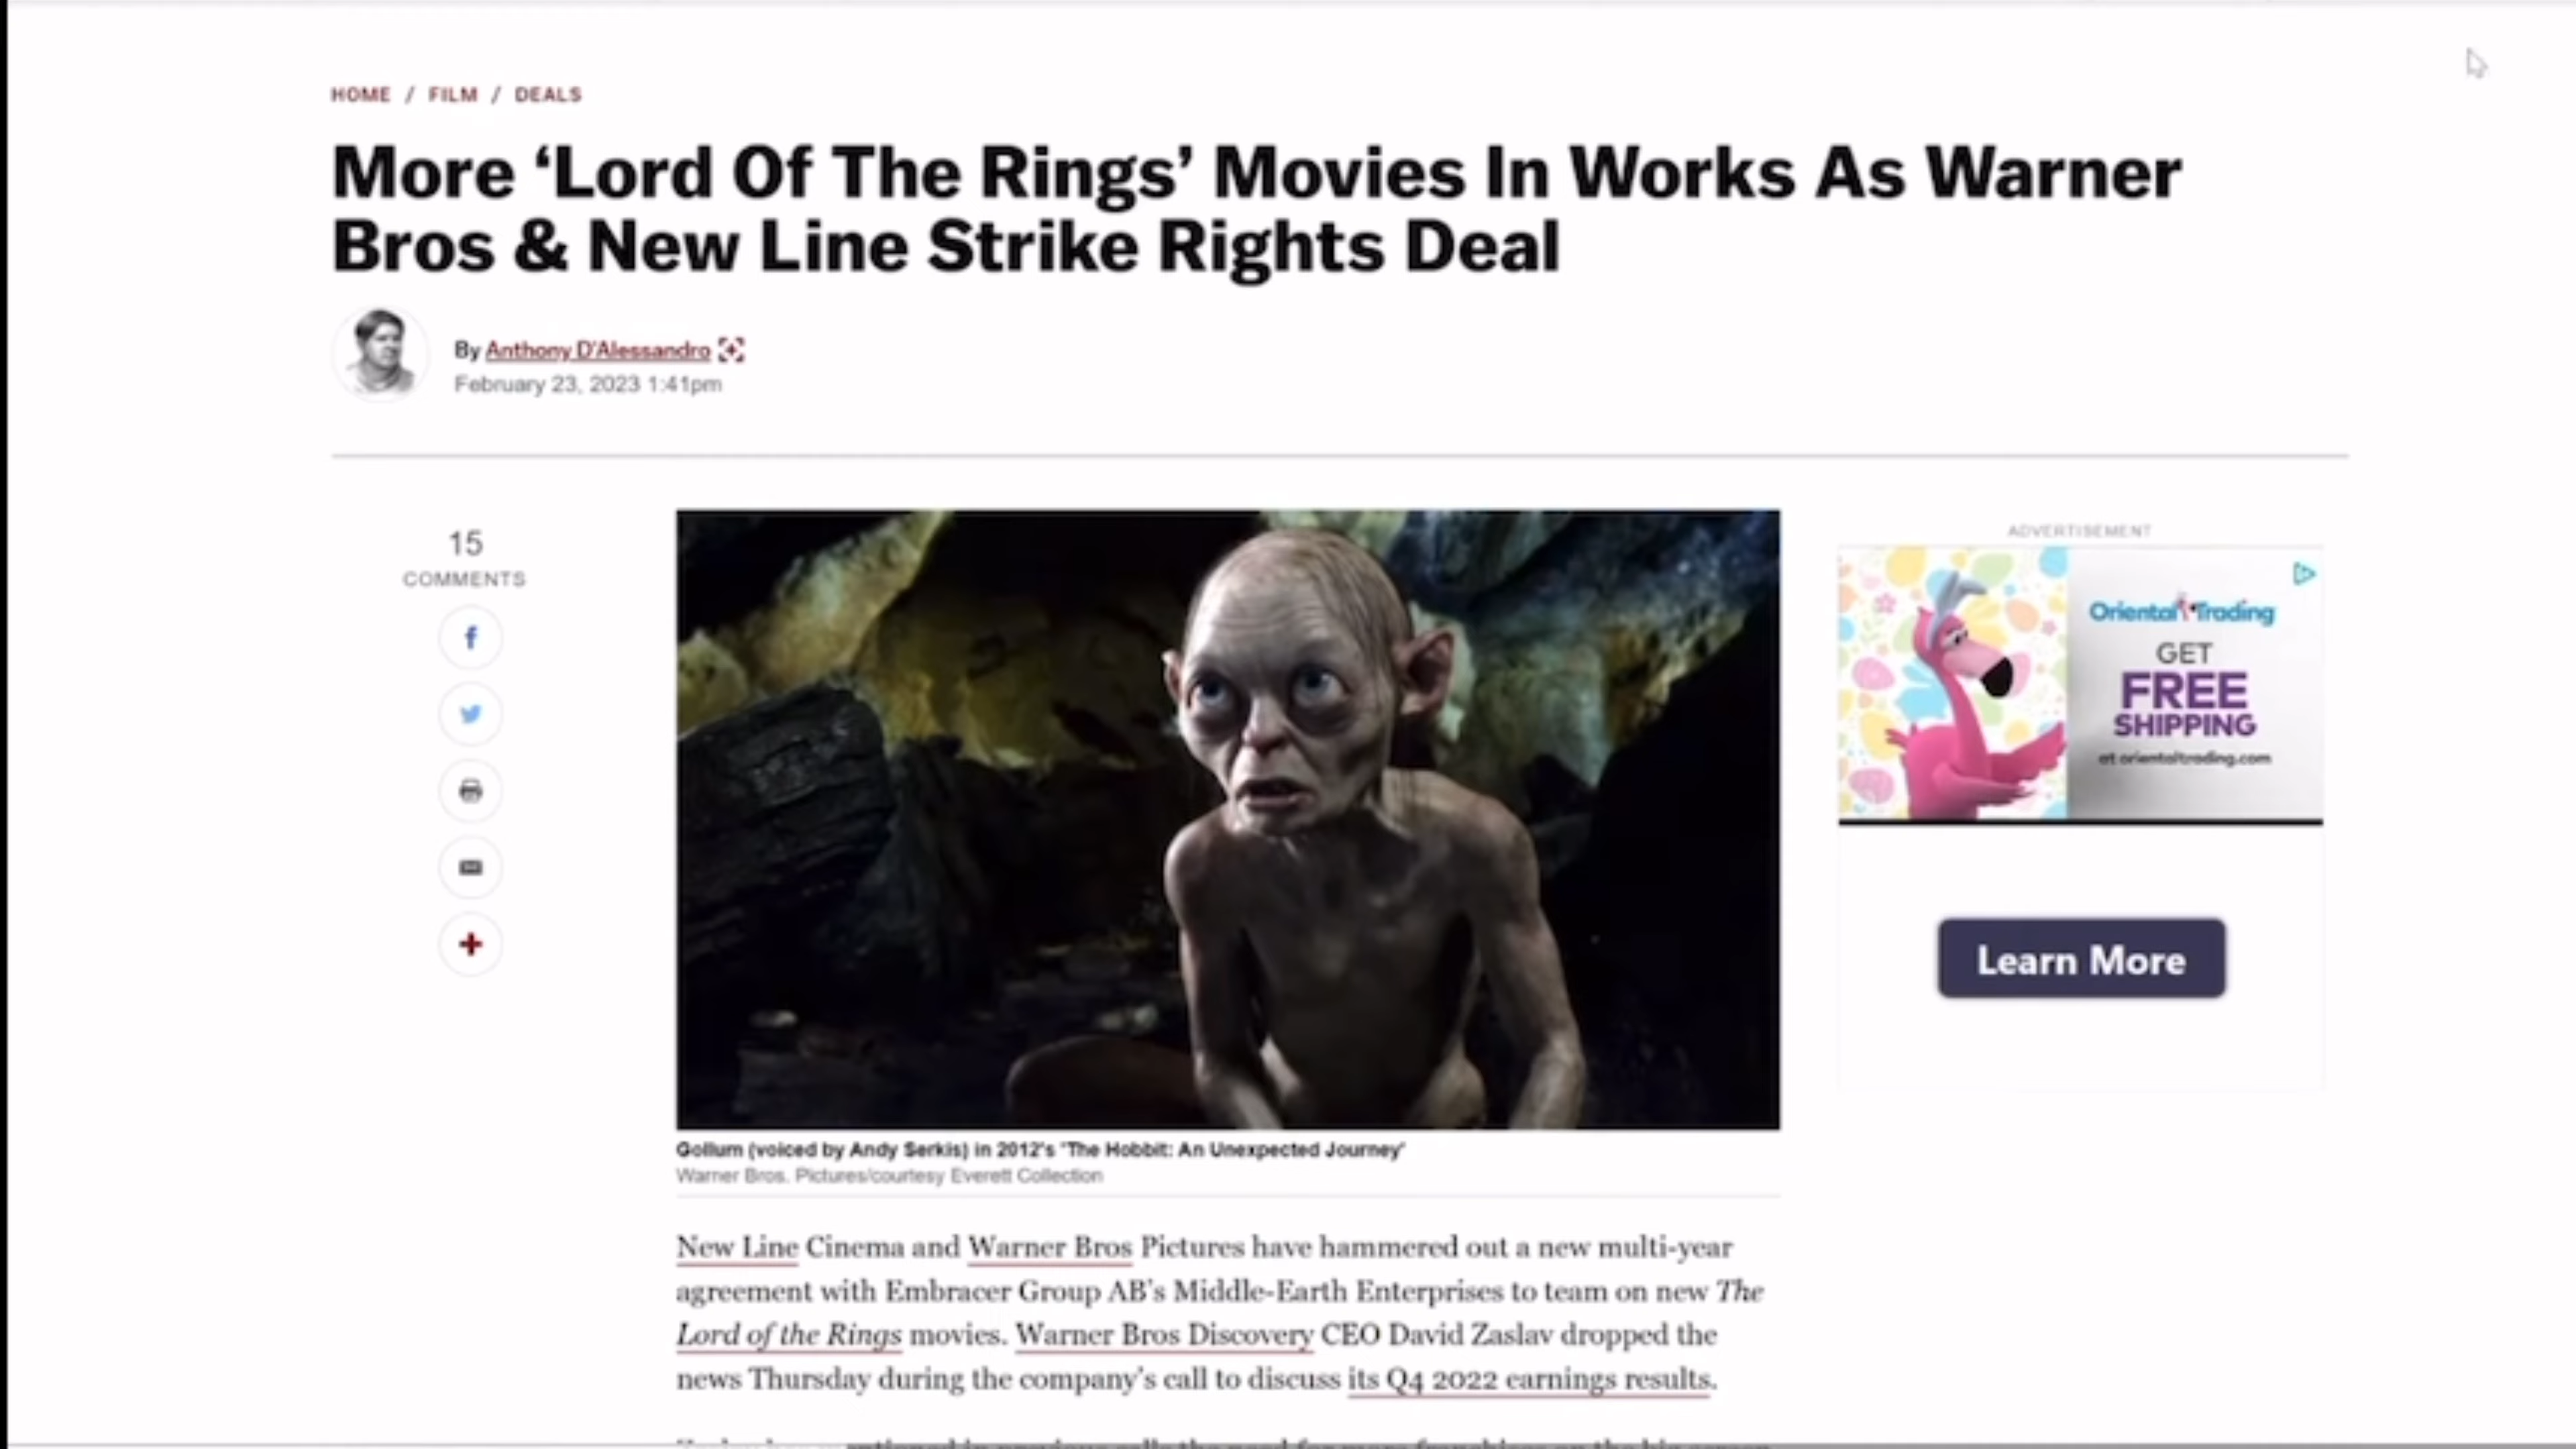 HOME / FILM / DEALS
More ‘Lord Of The Rings’ Movies In Works As Warner
Bros & New Line Strike Rights Deal
By Anthony D'Alessandro
February 23, 2023 1:41pm
15
COMMENTS
ADVERTISEMENT
Oriental Trading
GET
FREE
SHIPPING
at orientaltrading.com
Learn More
Gollum (voiced by Andy Serkis) in 2012's 'The Hobbit: An Unexpected Journey'
Warner Bros. Pictures/courtesy Everett Collection
New Line Cinema and Warner Bros Pictures have hammered out a new multi-year
agreement with Embracer Group AB's Middle-Earth Enterprises to team on new The
Lord of the Rings movies. Warner Bros Discovery CEO David Zaslav dropped the
news Thursday during the company's call to discuss its Q4 2022 earnings results.